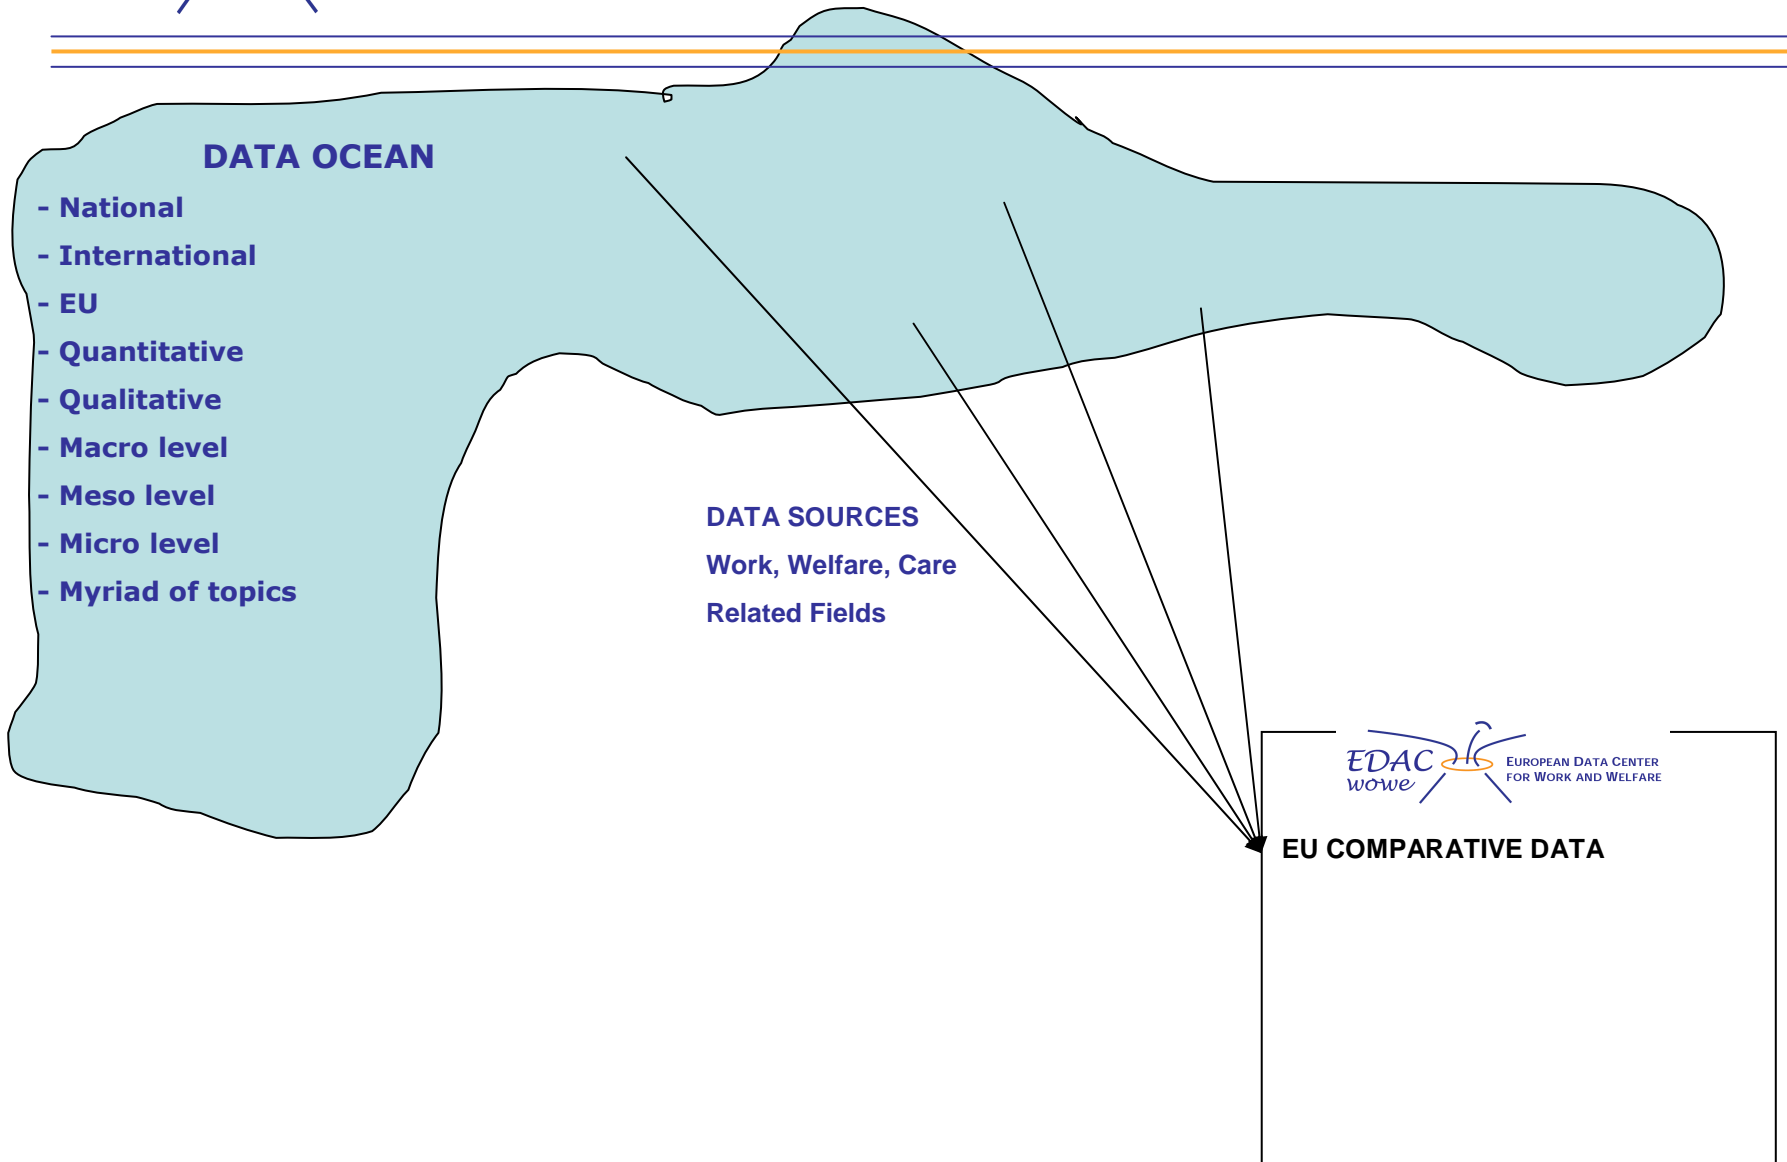 DATA OCEAN
- National
- International
- EU
- Quantitative
- Qualitative
- Macro level
- Meso level
- Micro level
- Myriad of topics
DATA SOURCES
Work, Welfare, Care
Related Fields
EDAC
wowe
EUROPEAN DATA CENTER
FOR WORK AND WELFARE
EU COMPARATIVE DATA